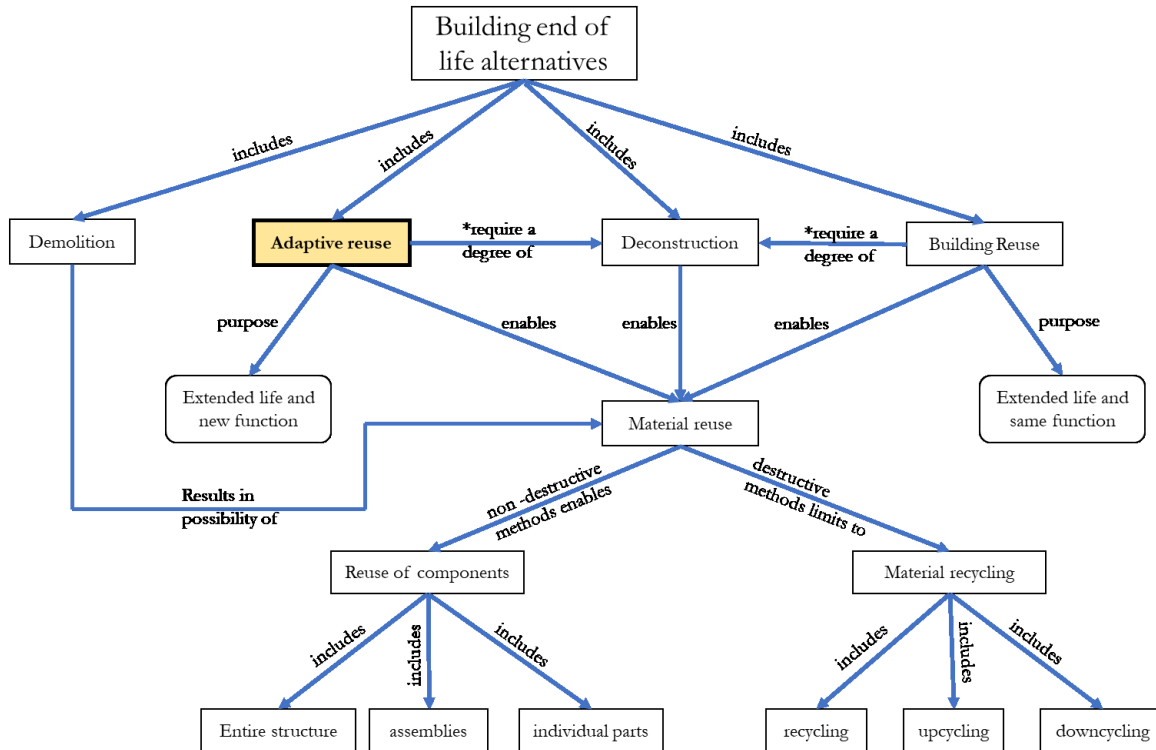 Building end of
life alternatives
includes
includes
includes
includes
Demolition
Adaptive reuse
*require a
degree of
Deconstruction
*require a
degree of
Building Reuse
purpose
enables
enables
enables
purpose
Extended life and
new function
Material reuse
Extended life and
same function
Results in
possibility of
non -destructive
methods enables
destructive
methods limits to
Reuse of components
Material recycling
includes
includes
includes
includes
includes
includes
Entire structure
assemblies
individual parts
recycling
upcycling
downcycling